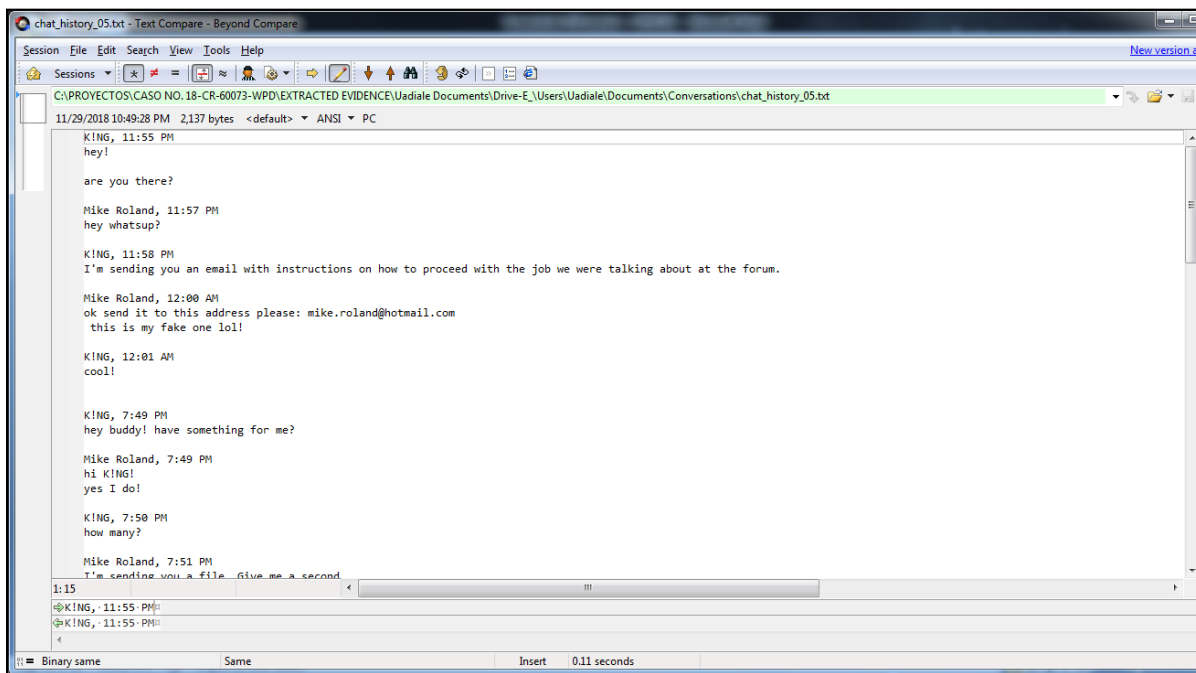 chat_history_05.txt - Text Compare - Beyond Compare
Session File Edit Search View Tools Help
New version a
Sessions
C:\PROYECTOS\CASO NO. 18-CR-60073-WPD\EXTRACTED EVIDENCE\Uadiale Documents\Drive-E_\Users\Uadiale\Documents\Conversations\chat_history_05.txt
11/29/2018 10:49:28 PM 2,137 bytes <default> ANSI PC
K!NG, 11:55 PM
hey!
are you there?
Mike Roland, 11:57 PM
hey whatsup?
K!NG, 11:58 PM
I'm sending you an email with instructions on how to proceed with the job we were talking about at the forum.
Mike Roland, 12:00 AM
ok send it to this address please: mike.roland@hotmail.com
this is my fake one lol!
K!NG, 12:01 AM
cool!
K!NG, 7:49 PM
hey buddy! have something for me?
Mike Roland, 7:49 PM
hi K!NG!
yes I do!
K!NG, 7:50 PM
how many?
Mike Roland, 7:51 PM
I'm sending you a file. Give me a second
1:15
K!NG,·11:55·PM¤
K!NG,·11:55·PM¤
Binary same Same Insert 0.11 seconds